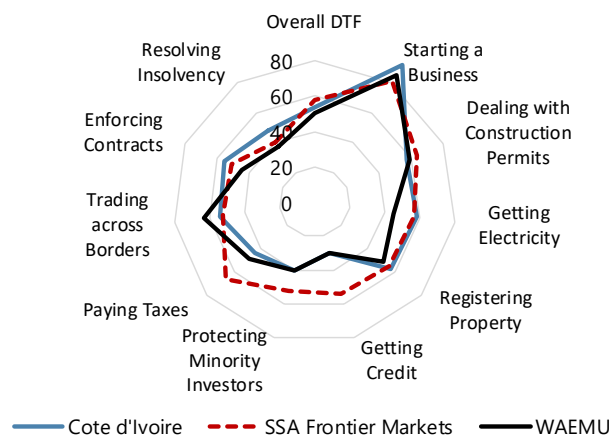 Overall DTF
Starting a
Business
Dealing with
Construction
Permits
Getting
Electricity
Registering
Property
Getting
Credit
Protecting
Minority
Investors
Paying Taxes
Trading
across
Borders
Enforcing
Contracts
Resolving
Insolvency
80
60
40
20
0
Cote d'Ivoire
SSA Frontier Markets
WAEMU